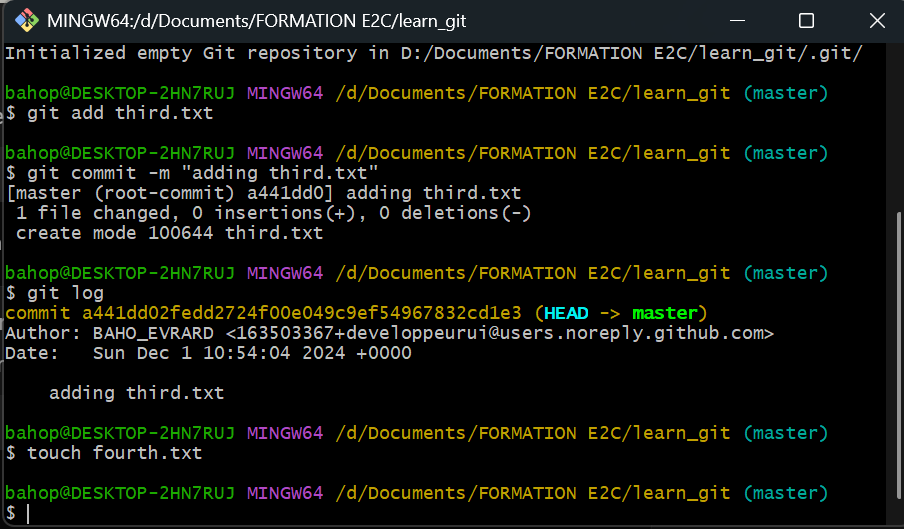 MINGW64:/d/Documents/FORMATION E2C/learn_git
Initialized empty Git repository in D:/Documents/FORMATION E2C/learn_git/.git/
bahop@DESKTOP-2HN7RUJ MINGW64 /d/Documents/FORMATION E2C/learn_git (master)
$ git add third.txt
bahop@DESKTOP-2HN7RUJ MINGW64 /d/Documents/FORMATION E2C/learn_git (master)
$ git commit -m "adding third.txt"
[master (root-commit) a441dd0] adding third.txt
 1 file changed, 0 insertions(+), 0 deletions(-)
 create mode 100644 third.txt
bahop@DESKTOP-2HN7RUJ MINGW64 /d/Documents/FORMATION E2C/learn_git (master)
$ git log
commit a441dd02fedd2724f00e049c9ef54967832cd1e3 (HEAD -> master)
Author: BAHO_EVRARD <163503367+developpeurui@users.noreply.github.com>
Date:   Sun Dec 1 10:54:04 2024 +0000
    adding third.txt
bahop@DESKTOP-2HN7RUJ MINGW64 /d/Documents/FORMATION E2C/learn_git (master)
$ touch fourth.txt
bahop@DESKTOP-2HN7RUJ MINGW64 /d/Documents/FORMATION E2C/learn_git (master)
$